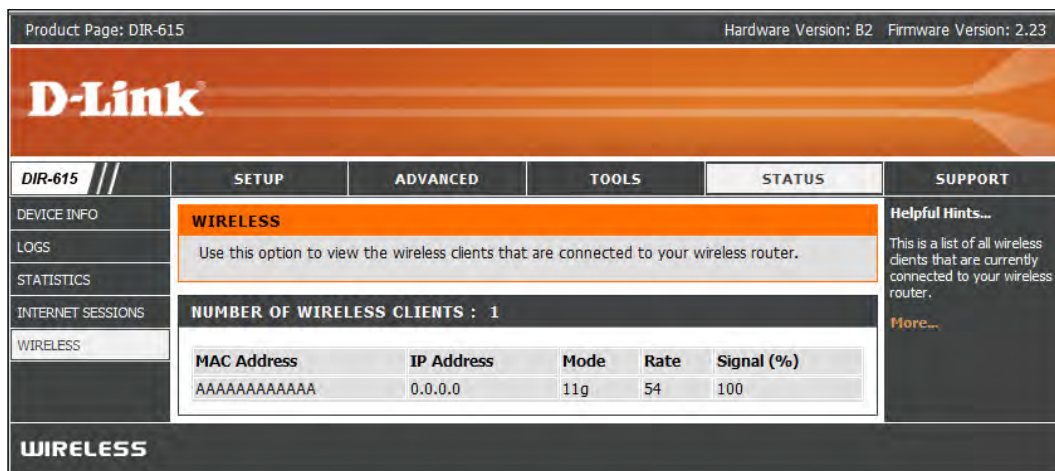 Product Page: DIR-615
Hardware Version: B2 Firmware Version: 2.23
D-Link
DIR-615
SETUP
ADVANCED
TOOLS
STATUS
SUPPORT
DEVICE INFO
LOGS
STATISTICS
INTERNET SESSIONS
WIRELESS
WIRELESS
Use this option to view the wireless clients that are connected to your wireless router.
NUMBER OF WIRELESS CLIENTS : 1
MAC Address IP Address Mode Rate Signal (%)
AAAAAAAAAAAA 0.0.0.0 11g 54 100
Helpful Hints...
This is a list of all wireless
clients that are currently
connected to your wireless
router.
More...
WIRELESS